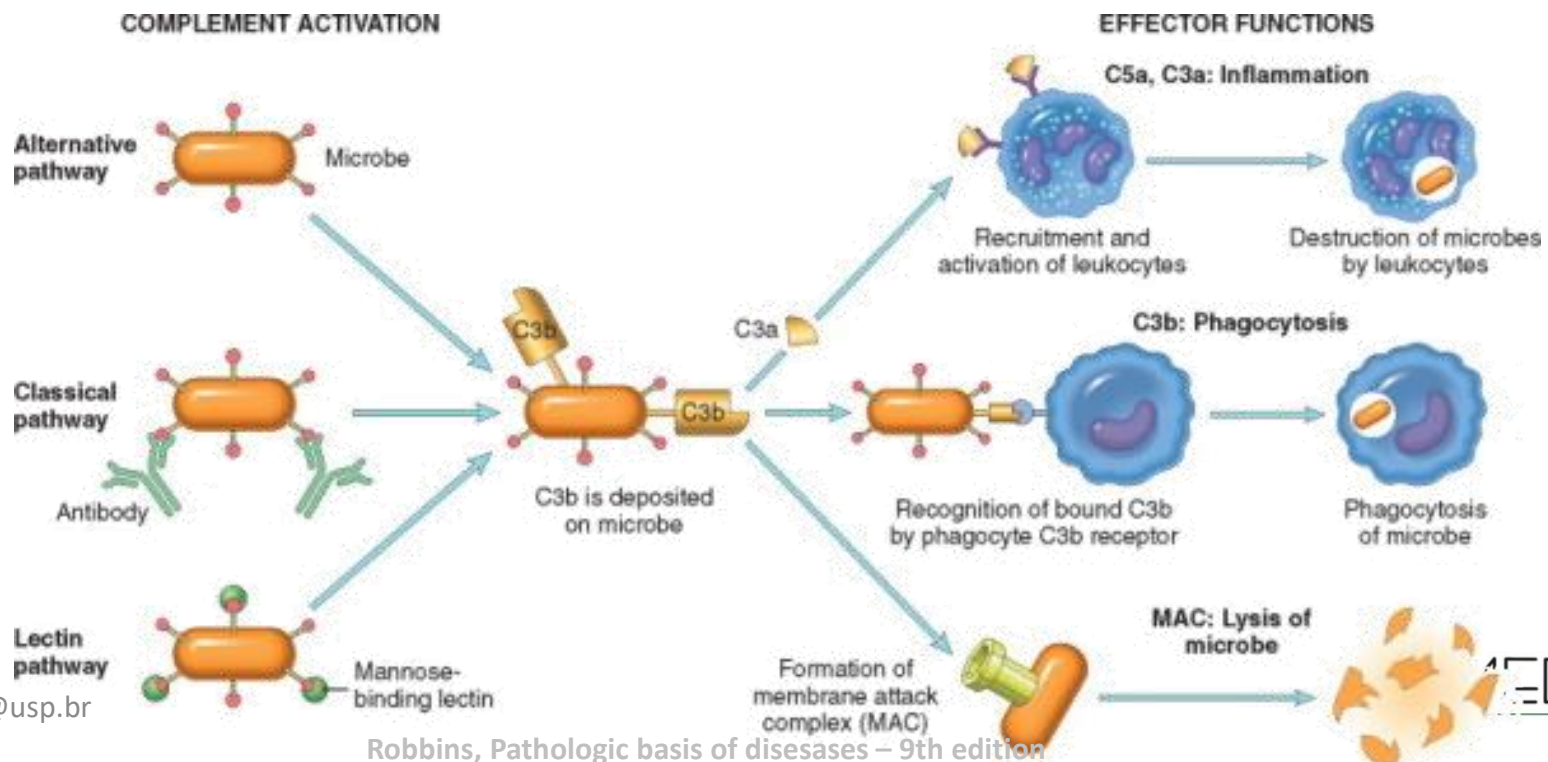 COMPLEMENT ACTIVATION
EFFECTOR FUNCTIONS
C5a, C3a: Inflammation
Alternative
pathway
Microbe
Recruitment and
activation of leukocytes
Destruction of microbes
by leukocytes
C3b
C3a
C3b: Phagocytosis
Classical
pathway
C3b
Antibody
C3b is deposited
on microbe
Recognition of bound C3b
by phagocyte C3b receptor
Phagocytosis
of microbe
Lectin
pathway
Mannose-
binding lectin
Formation of
membrane attack
complex (MAC)
MAC: Lysis of
microbe
@usp.br
Robbins, Pathologic basis of disesases – 9th edition